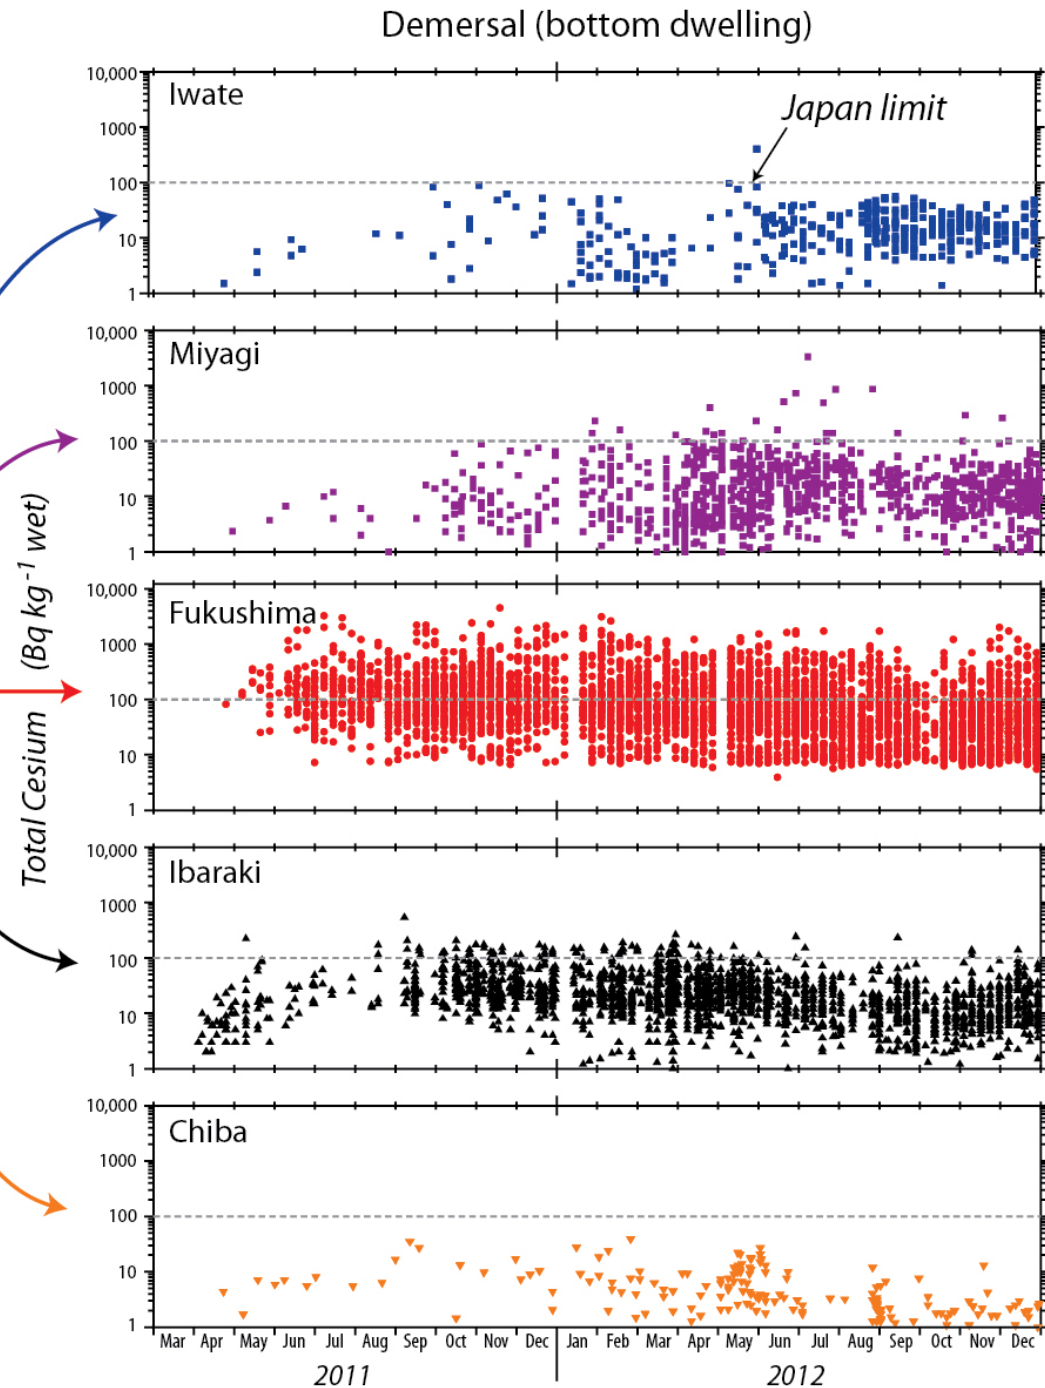 Demersal (bottom dwelling)
Total Cesium (Bq kg⁻¹ wet)
10,000
Iwate
Japan limit
1000
100
10
1
10,000
Miyagi
1000
100
10
1
10,000
Fukushima
1000
100
10
1
10,000
Ibaraki
1000
100
10
1
10,000
Chiba
1000
100
10
1
Mar Apr May Jun Jul Aug Sep Oct Nov Dec Jan Feb Mar Apr May Jun Jul Aug Sep Oct Nov Dec
2011 2012